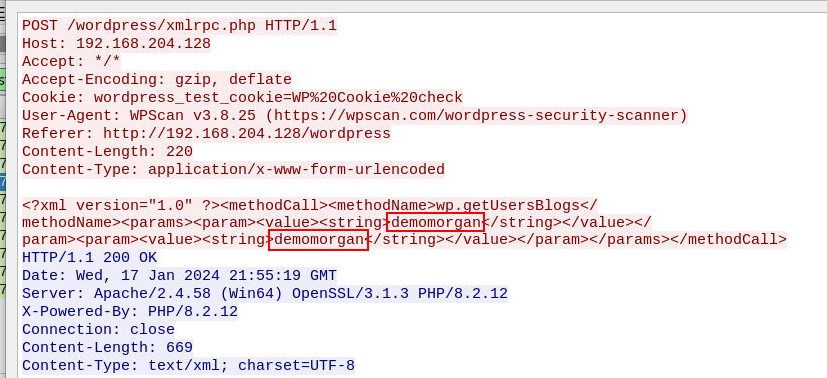 POST /wordpress/xmlrpc.php HTTP/1.1
Host: 192.168.204.128
Accept: */*
Accept-Encoding: gzip, deflate
Cookie: wordpress_test_cookie=WP%20Cookie%20check
User-Agent: WPScan v3.8.25 (https://wpscan.com/wordpress-security-scanner)
Referer: http://192.168.204.128/wordpress
Content-Length: 220
Content-Type: application/x-www-form-urlencoded

<?xml version="1.0" ?><methodCall><methodName>wp.getUsersBlogs</
methodName><params><param><value><string>demomorgan</string></value></
param><param><value><string>demomorgan</string></value></param></params></methodCall>
HTTP/1.1 200 OK
Date: Wed, 17 Jan 2024 21:55:19 GMT
Server: Apache/2.4.58 (Win64) OpenSSL/3.1.3 PHP/8.2.12
X-Powered-By: PHP/8.2.12
Connection: close
Content-Length: 669
Content-Type: text/xml; charset=UTF-8